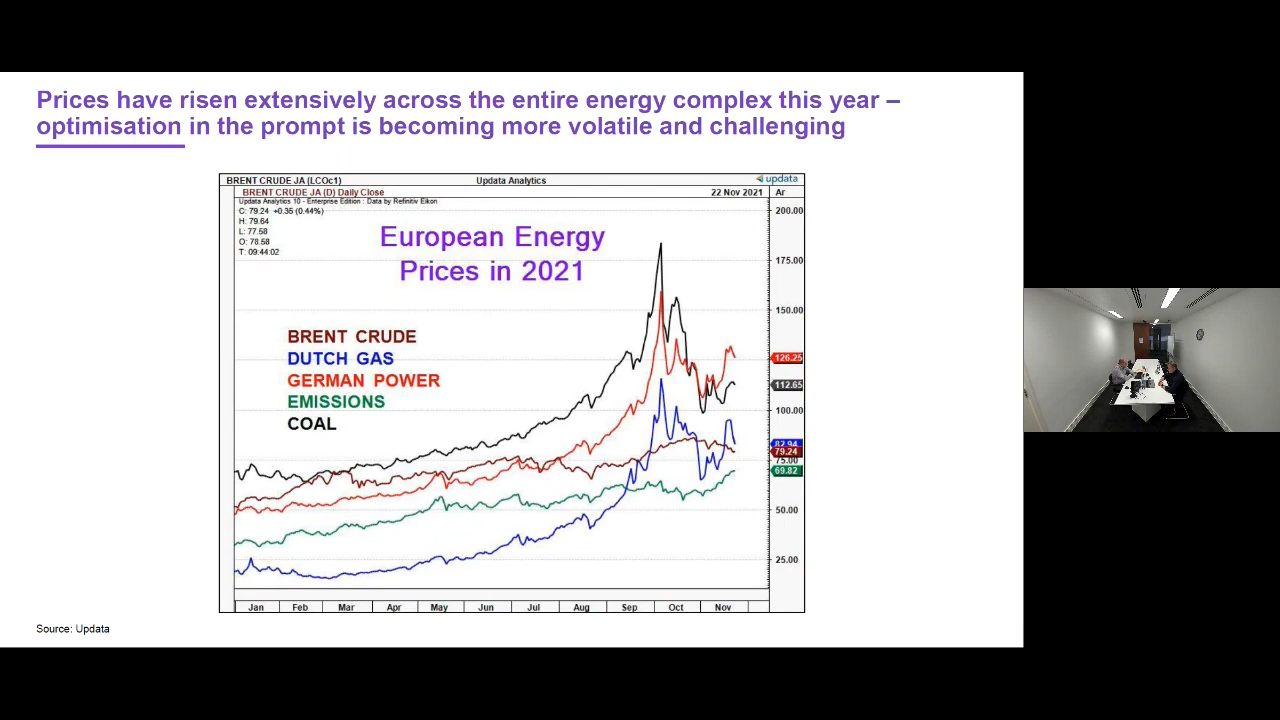 Prices have risen extensively across the entire energy complex this year –
optimisation in the prompt is becoming more volatile and challenging
BRENT CRUDE JA (LCOc1)
Updata Analytics
updata
BRENT CRUDE JA (D) Daily Close
22 Nov 2021
Ar
Updata Analytics 10 - Enterprise Edition : Data by Refinitiv Eikon
C: 79.24 +0.35 (0.44%)
H: 79.64
L: 77.58
O: 78.58
T: 09:44:02
European Energy
Prices in 2021
BRENT CRUDE
DUTCH GAS
GERMAN POWER
EMISSIONS
COAL
200.00
175.00
150.00
126.25
112.65
100.00
82.94
79.24
75.00
69.82
50.00
25.00
Jan Feb Mar Apr May Jun Jul Aug Sep Oct Nov
Source: Updata